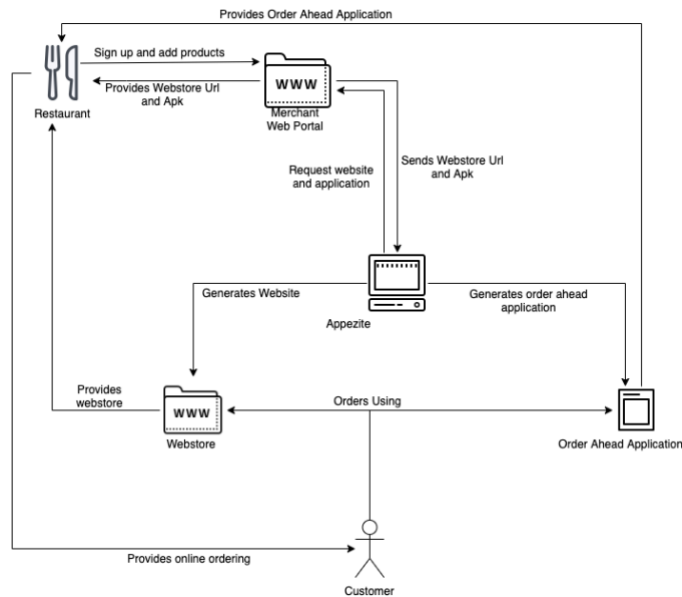 Provides Order Ahead Application
Sign up and add products
WWW
Provides Webstore Url
and Apk
Restaurant
Merchant
Web Portal
Request website
and application
Sends Webstore Url
and Apk
Generates Website
Generates order ahead
application
Appezite
Provides
webstore
Orders Using
WWW
Webstore
Order Ahead Application
Provides online ordering
Customer